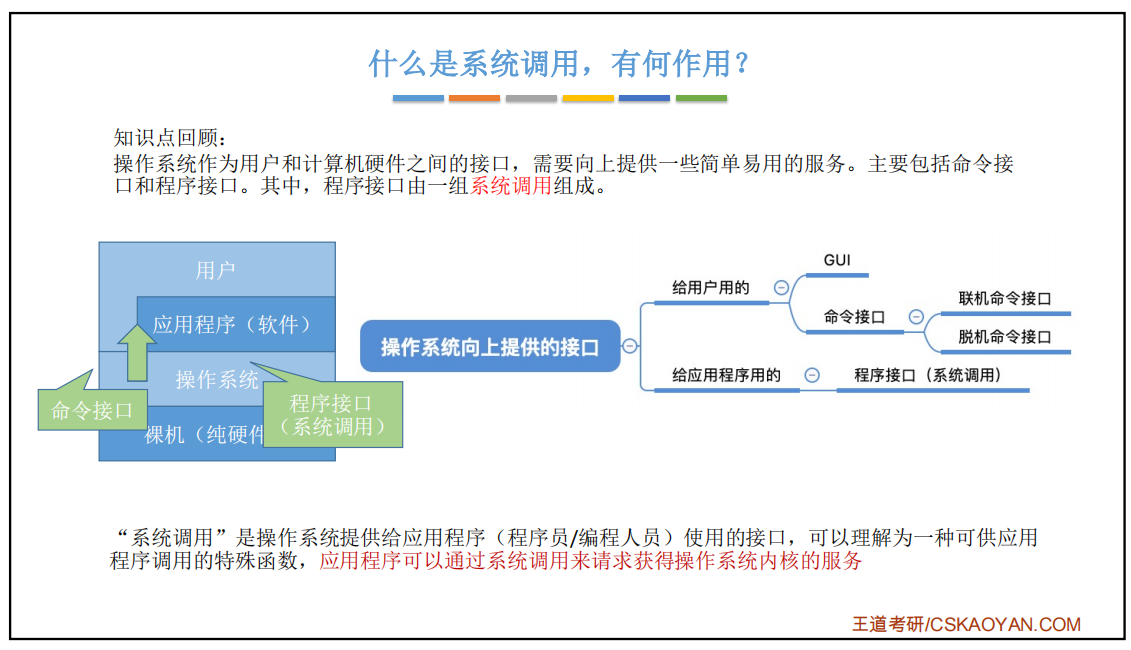 什么是系统调用，有何作用？
知识点回顾：
操作系统作为用户和计算机硬件之间的接口，需要向上提供一些简单易用的服务。主要包括命令接
口和程序接口。其中，程序接口由一组系统调用组成。
用户
应用程序（软件）
操作系统
命令接口
程序接口
（系统调用）
裸机（纯硬件
操作系统向上提供的接口
给用户用的
GUI
命令接口
联机命令接口
脱机命令接口
给应用程序用的
程序接口（系统调用）
“系统调用”是操作系统提供给应用程序（程序员/编程人员）使用的接口，可以理解为一种可供应用
程序调用的特殊函数，应用程序可以通过系统调用来请求获得操作系统内核的服务
王道考研/CSKAOYAN.COM